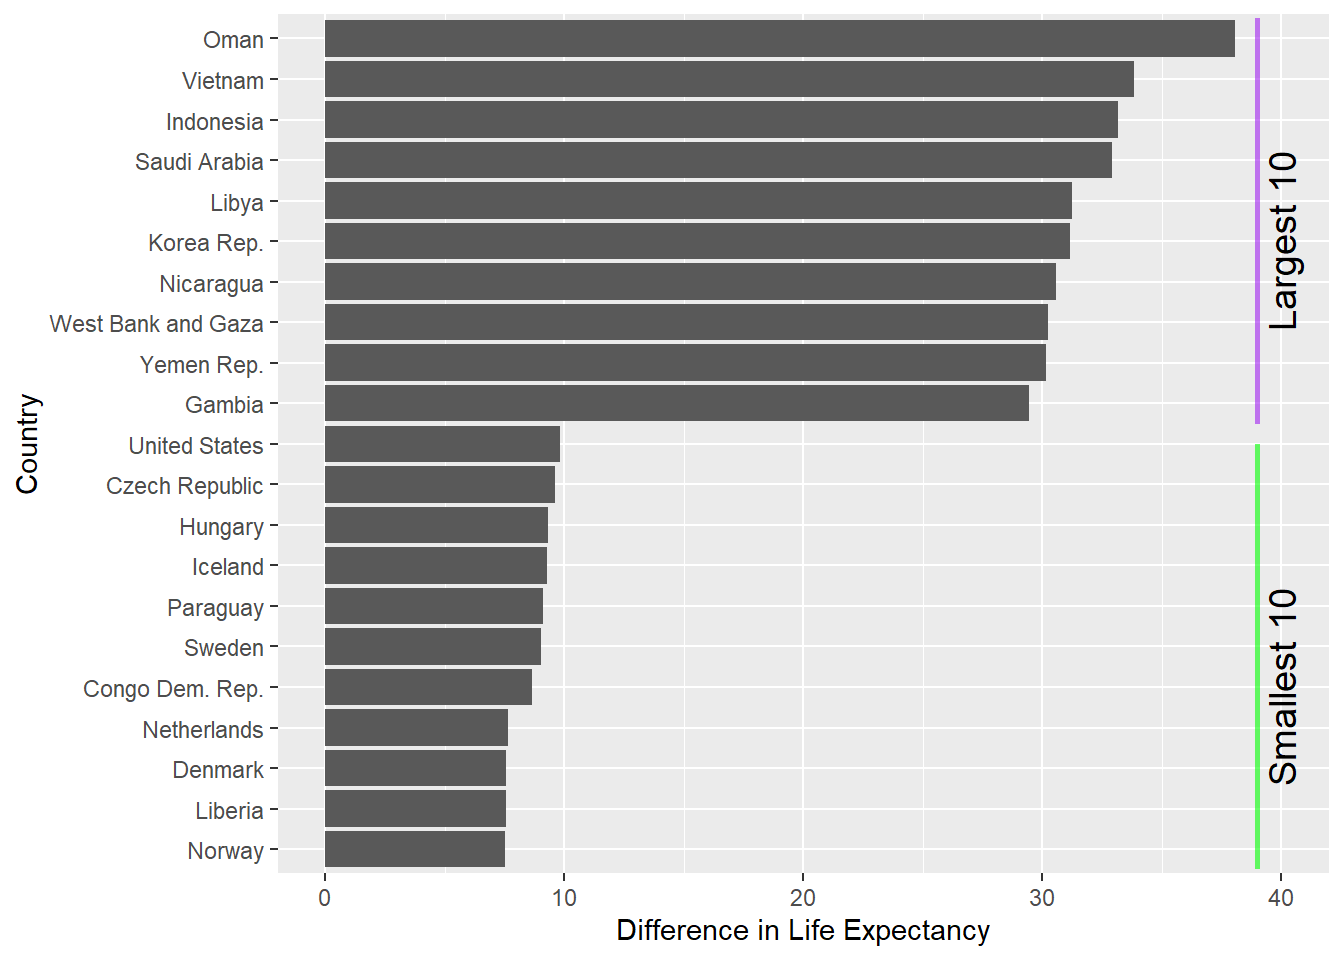 Oman
Vietnam
Indonesia
Saudi Arabia
Libya
Korea Rep.
Nicaragua
West Bank and Gaza
Yemen Rep.
Gambia
United States
Czech Republic
Hungary
Iceland
Paraguay
Sweden
Congo Dem. Rep.
Netherlands
Denmark
Liberia
Norway
Country
Largest 10
Smallest 10
0 10 20 30 40
Difference in Life Expectancy